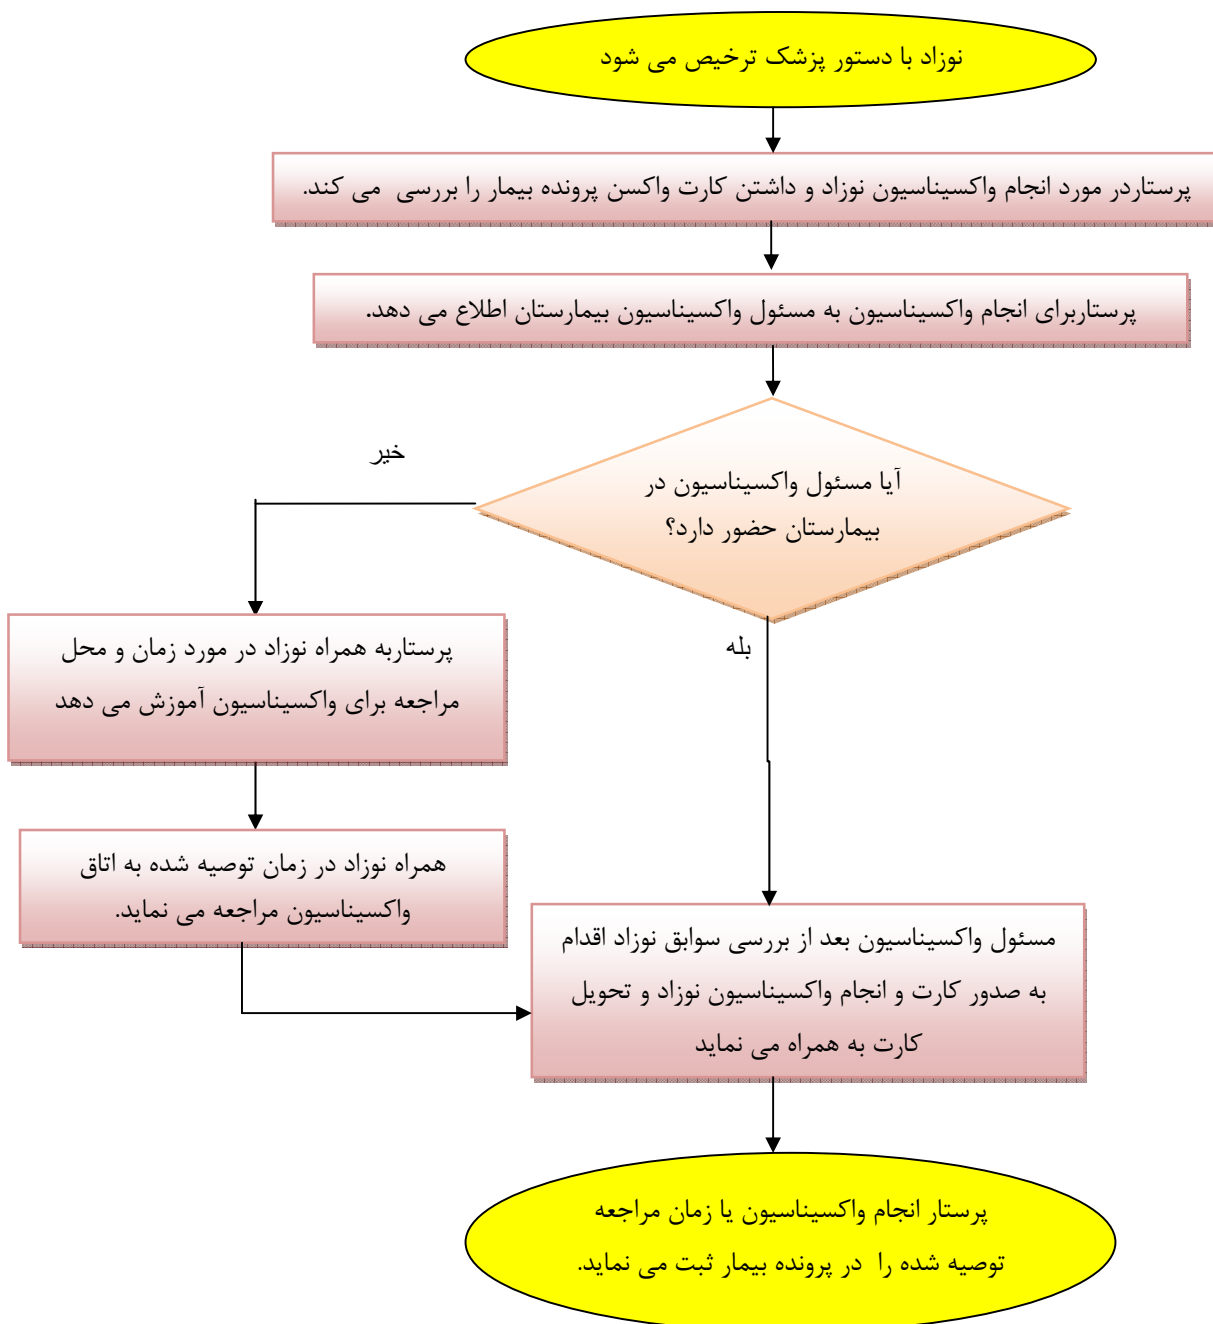 نوزاد با دستور پزشک ترخیص می شود
پرستاردر مورد انجام واکسیناسیون نوزاد و داشتن کارت واکسن پرونده بیمار را بررسی می کند.
پرستاربرای انجام واکسیناسیون به مسئول واکسیناسیون بیمارستان اطلاع می دهد.
آیا مسئول واکسیناسیون در
بیمارستان حضور دارد؟
خیر
بله
پرستاربه همراه نوزاد در مورد زمان و محل
مراجعه برای واکسیناسیون آموزش می دهد
همراه نوزاد در زمان توصیه شده به اتاق
واکسیناسیون مراجعه می نماید.
مسئول واکسیناسیون بعد از بررسی سوابق نوزاد اقدام
به صدور کارت و انجام واکسیناسیون نوزاد و تحویل
کارت به همراه می نماید
پرستار انجام واکسیناسیون یا زمان مراجعه
توصیه شده را در پرونده بیمار ثبت می نماید.